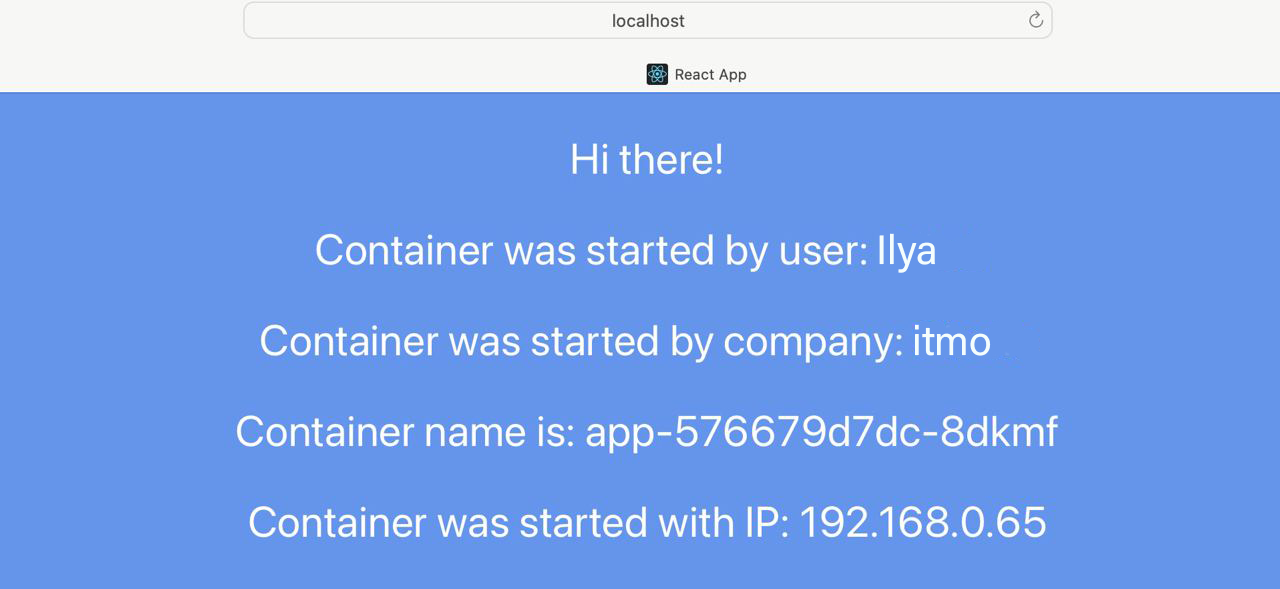 localhost
React App
Hi there!
Container was started by user: Ilya
Container was started by company: itmo
Container name is: app-576679d7dc-8dkmf
Container was started with IP: 192.168.0.65